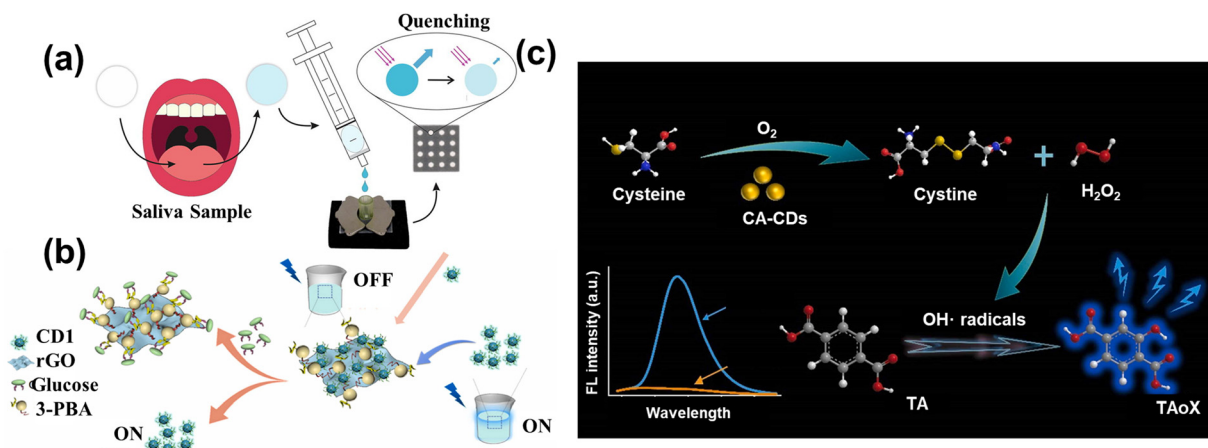 (a)
Quenching
Saliva Sample
(b)
OFF
CD1
rGO
Glucose
3-PBA
ON
ON
(c)
O₂
Cysteine
CA-CDs
Cystine
+
H₂O₂
FL intensity (a.u.)
Wavelength
OH· radicals
TA
TAoX